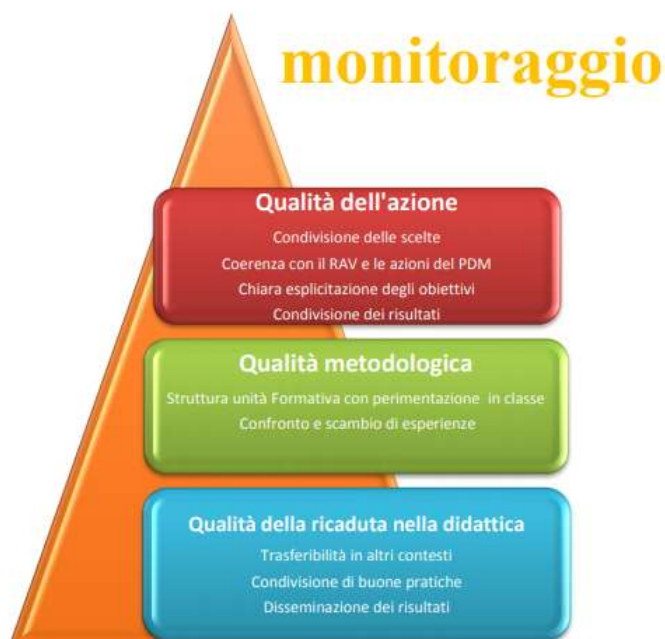 monitoraggio
Qualità dell'azione
Condivisione delle scelte
Coerenza con il RAV e le azioni del PDM
Chiara esplicitazione degli obiettivi
Condivisione dei risultati
Qualità metodologica
Struttura unità Formativa con perimentazione in classe
Confronto e scambio di esperienze
Qualità della ricaduta nella didattica
Trasferibilità in altri contesti
Condivisione di buone pratiche
Disseminazione dei risultati